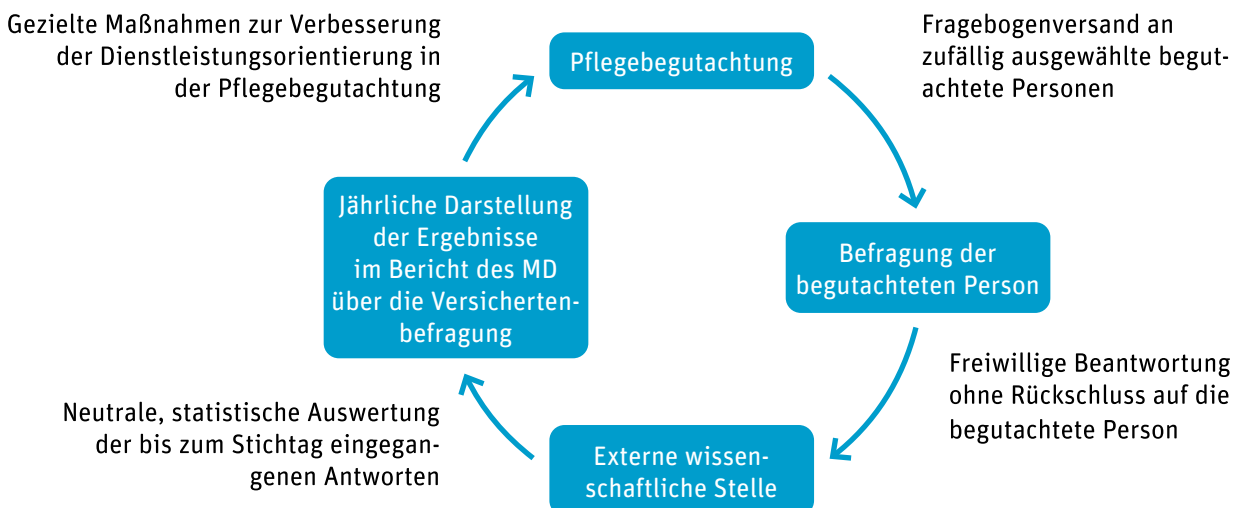 Gezielte Maßnahmen zur Verbesserung
der Dienstleistungsorientierung in
der Pflegebegutachtung
Pflegebegutachtung
Fragebogenversand an
zufällig ausgewählte begut-
achtete Personen
Befragung der
begutachteten Person
Freiwillige Beantwortung
ohne Rückschluss auf die
begutachtete Person
Externe wissen-
schaftliche Stelle
Neutrale, statistische Auswertung
der bis zum Stichtag eingegan-
genen Antworten
Jährliche Darstellung
der Ergebnisse
im Bericht des MD
über die Versicherten-
befragung